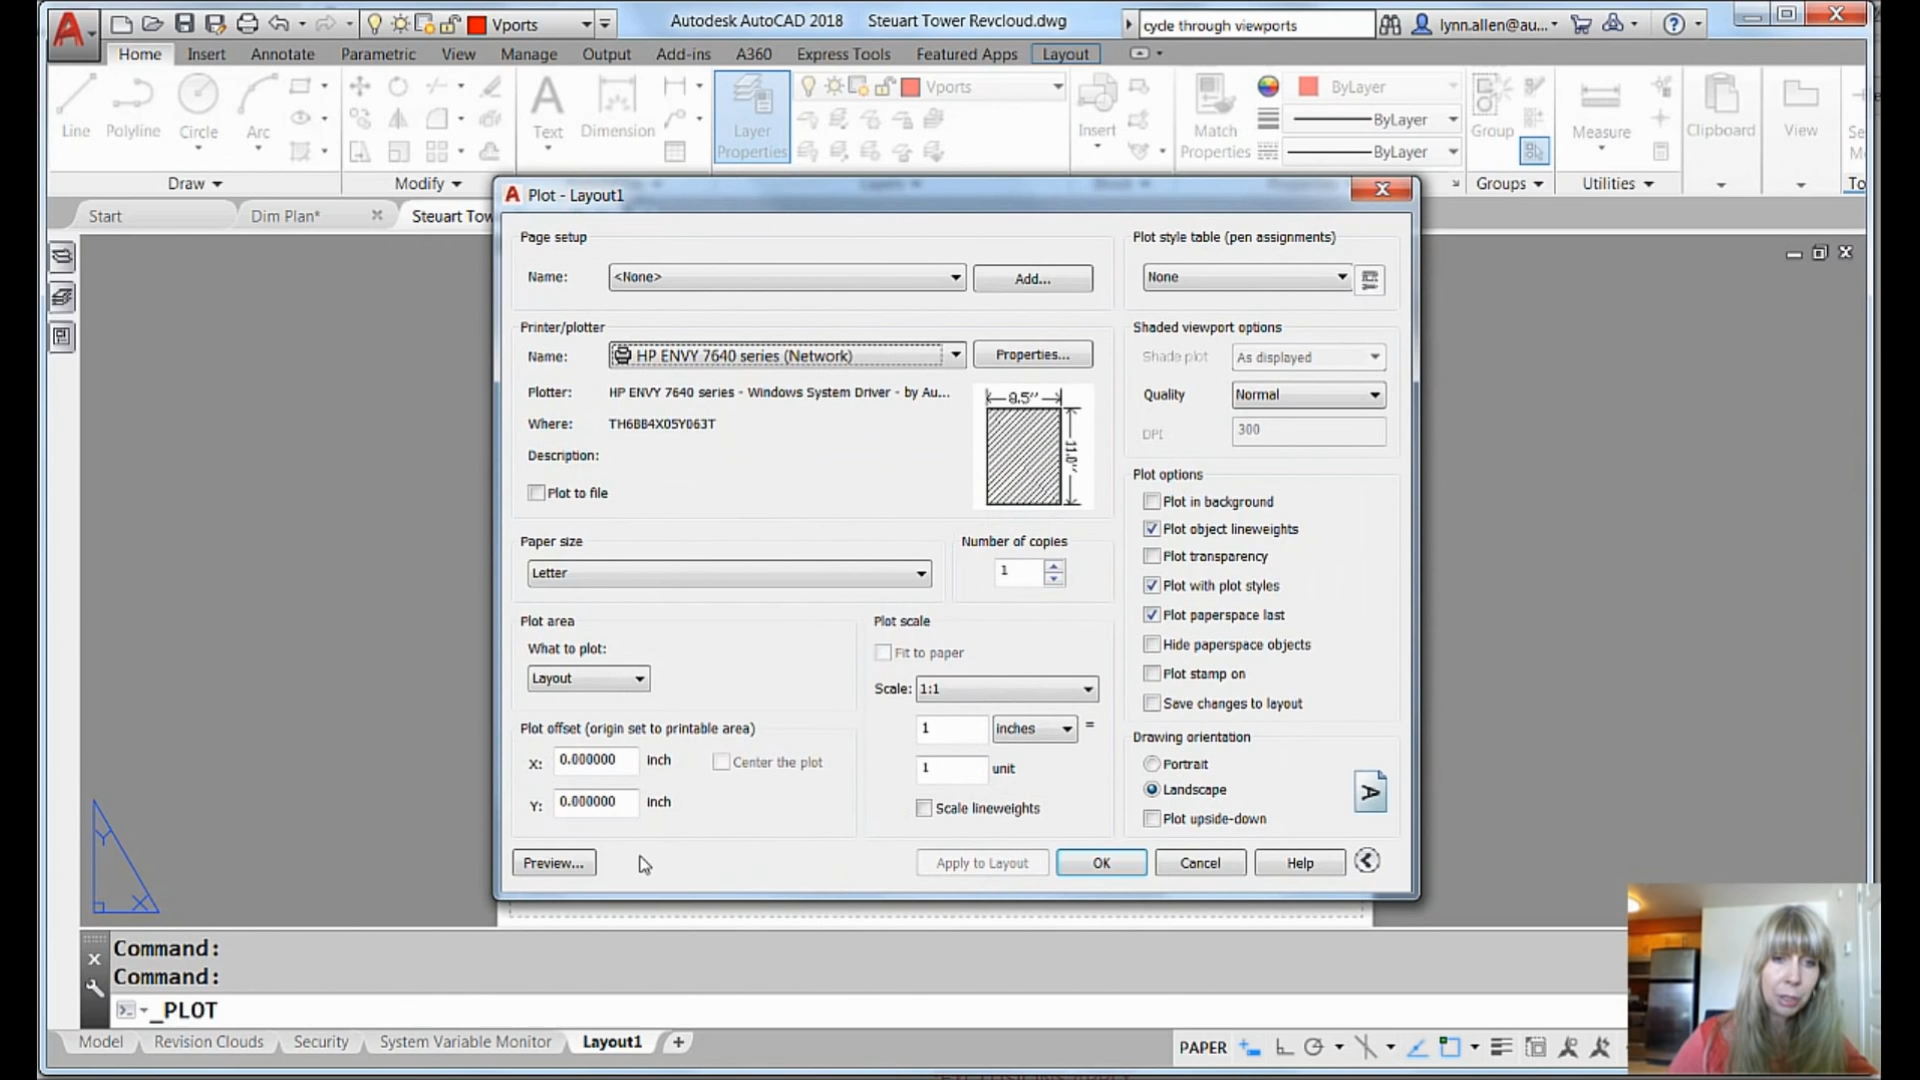 Vports
Autodesk AutoCAD 2018 Steuart Tower Revcloud.dwg
cycle through viewports
lynn.allen@au...
Home Insert Annotate Parametric View Manage Output Add-ins A360 Express Tools Featured Apps Layout
Line Polyline Circle Arc
Text Dimension
Layer Properties
Vports
Insert
Match Properties
ByLayer
ByLayer
ByLayer
Group
Measure
Clipboard
View
Draw Modify Groups Utilities
Start Dim Plan* Steuart Tow
Plot - Layout1
Page setup
Name: <None> Add...
Plot style table (pen assignments)
None
Printer/plotter
Name: HP ENVY 7640 series (Network) Properties...
Plotter: HP ENVY 7640 series - Windows System Driver - by Au...
Where: TH6BB4X05Y063T
Description:
Plot to file
8.5''
11.0''
Shaded viewport options
Shade plot As displayed
Quality Normal
DPI 300
Paper size
Letter
Number of copies
1
Plot area
What to plot:
Layout
Plot scale
Fit to paper
Scale: 1:1
1 inches =
1 unit
Scale lineweights
Plot offset (origin set to printable area)
X: 0.000000 inch Center the plot
Y: 0.000000 inch
Plot options
Plot in background
Plot object lineweights
Plot transparency
Plot with plot styles
Plot paperspace last
Hide paperspace objects
Plot stamp on
Save changes to layout
Drawing orientation
Portrait
Landscape
Plot upside-down
A
Preview... Apply to Layout OK Cancel Help
Y
X
Command:
Command:
_PLOT
Model Revision Clouds Security System Variable Monitor Layout1 +
PAPER